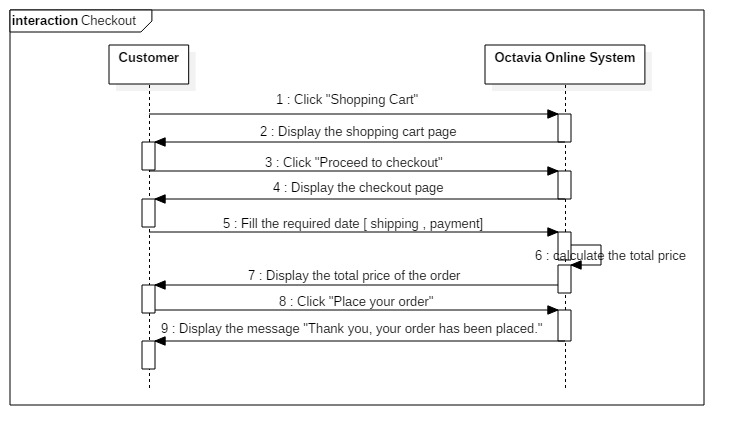 interaction Checkout
Customer
Octavia Online System
1 : Click "Shopping Cart"
2 : Display the shopping cart page
3 : Click "Proceed to checkout"
4 : Display the checkout page
5 : Fill the required date [ shipping , payment]
6 : calculate the total price
7 : Display the total price of the order
8 : Click "Place your order"
9 : Display the message "Thank you, your order has been placed."